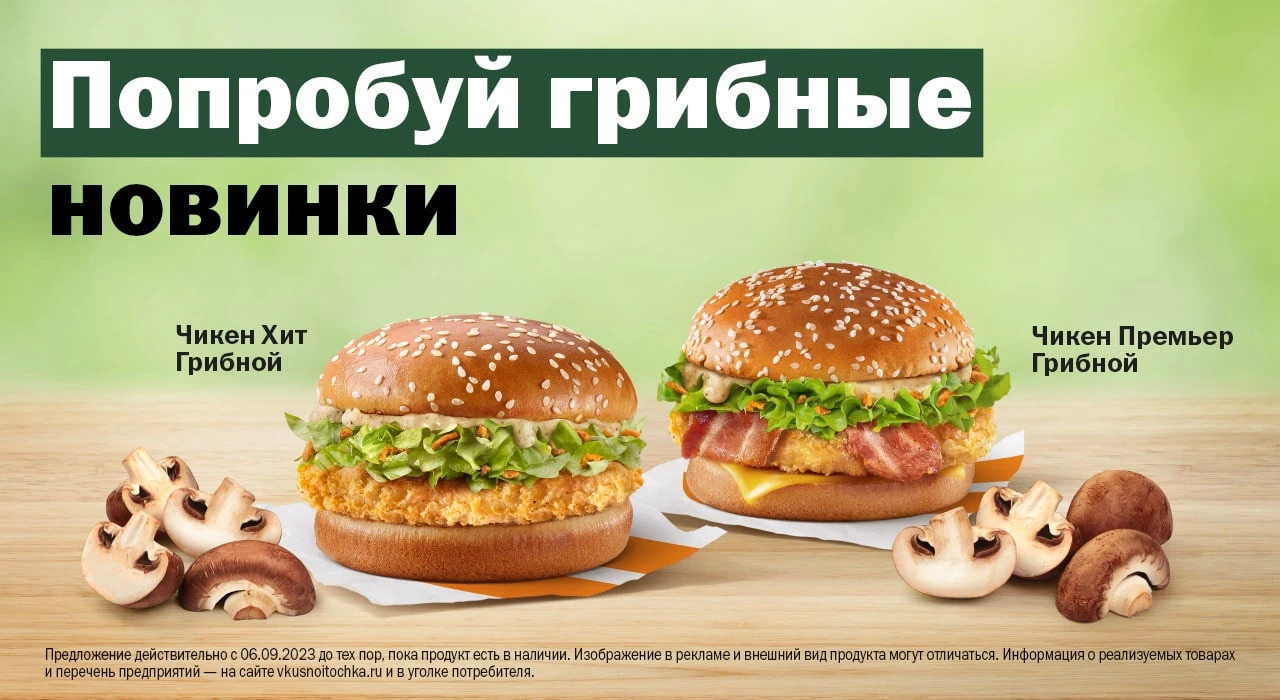 Попробуй грибные
новинки
Чикен Хит
Грибной
Чикен Премьер
Грибной
Предложение действительно с 06.09.2023 до тех пор, пока продукт есть в наличии. Изображение в рекламе и внешний вид продукта могут отличаться. Информация о реализуемых товарах
и перечень предприятий — на сайте vkusnoitochka.ru и в уголке потребителя.